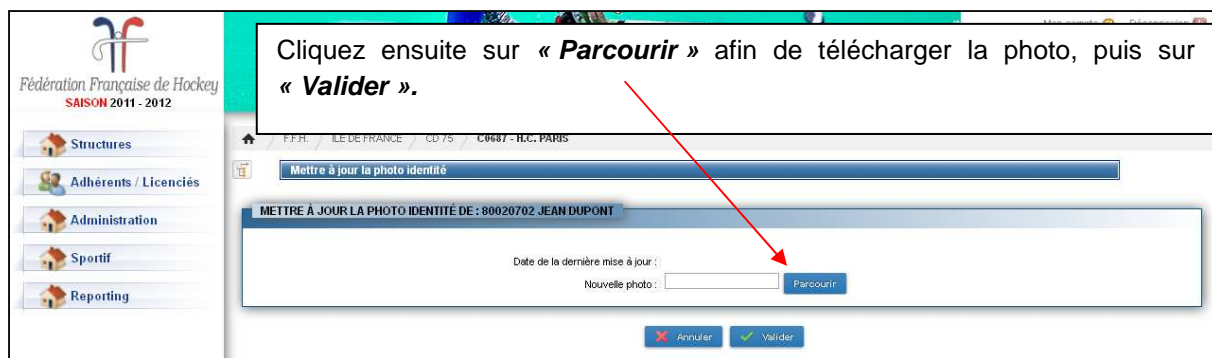 Mon compte Déconnexion
Cliquez ensuite sur « Parcourir » afin de télécharger la photo, puis sur
« Valider ».
Fédération Française de Hockey
SAISON 2011 - 2012
Structures
Adhérents / Licenciés
Administration
Sportif
Reporting
F.F.H. / ILE DE FRANCE / CD 75 / C0687 - H.C. PARIS
Mettre à jour la photo identité
METTRE À JOUR LA PHOTO IDENTITÉ DE : 80020702 JEAN DUPONT
Date de la dernière mise à jour :
Nouvelle photo :
Parcourir
Annuler
Valider